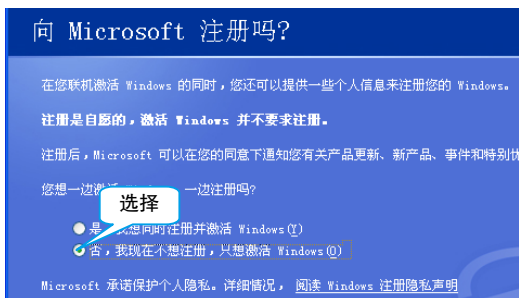 向 Microsoft 注册吗?
在您联机激活 Windows 的同时，您还可以提供一些个人信息来注册您的 Windows。
注册是自愿的，激活 Windows 并不要求注册。
注册后，Microsoft 可以在您的同意下通知您有关产品更新、新产品、事件和特别优
您想一边激 一边注册吗?
选择
是，我想同时注册并激活 Windows(Y)
否，我现在不想注册，只想激活 Windows(O)
Microsoft 承诺保护个人隐私。详细情况， 阅读 Windows 注册隐私声明